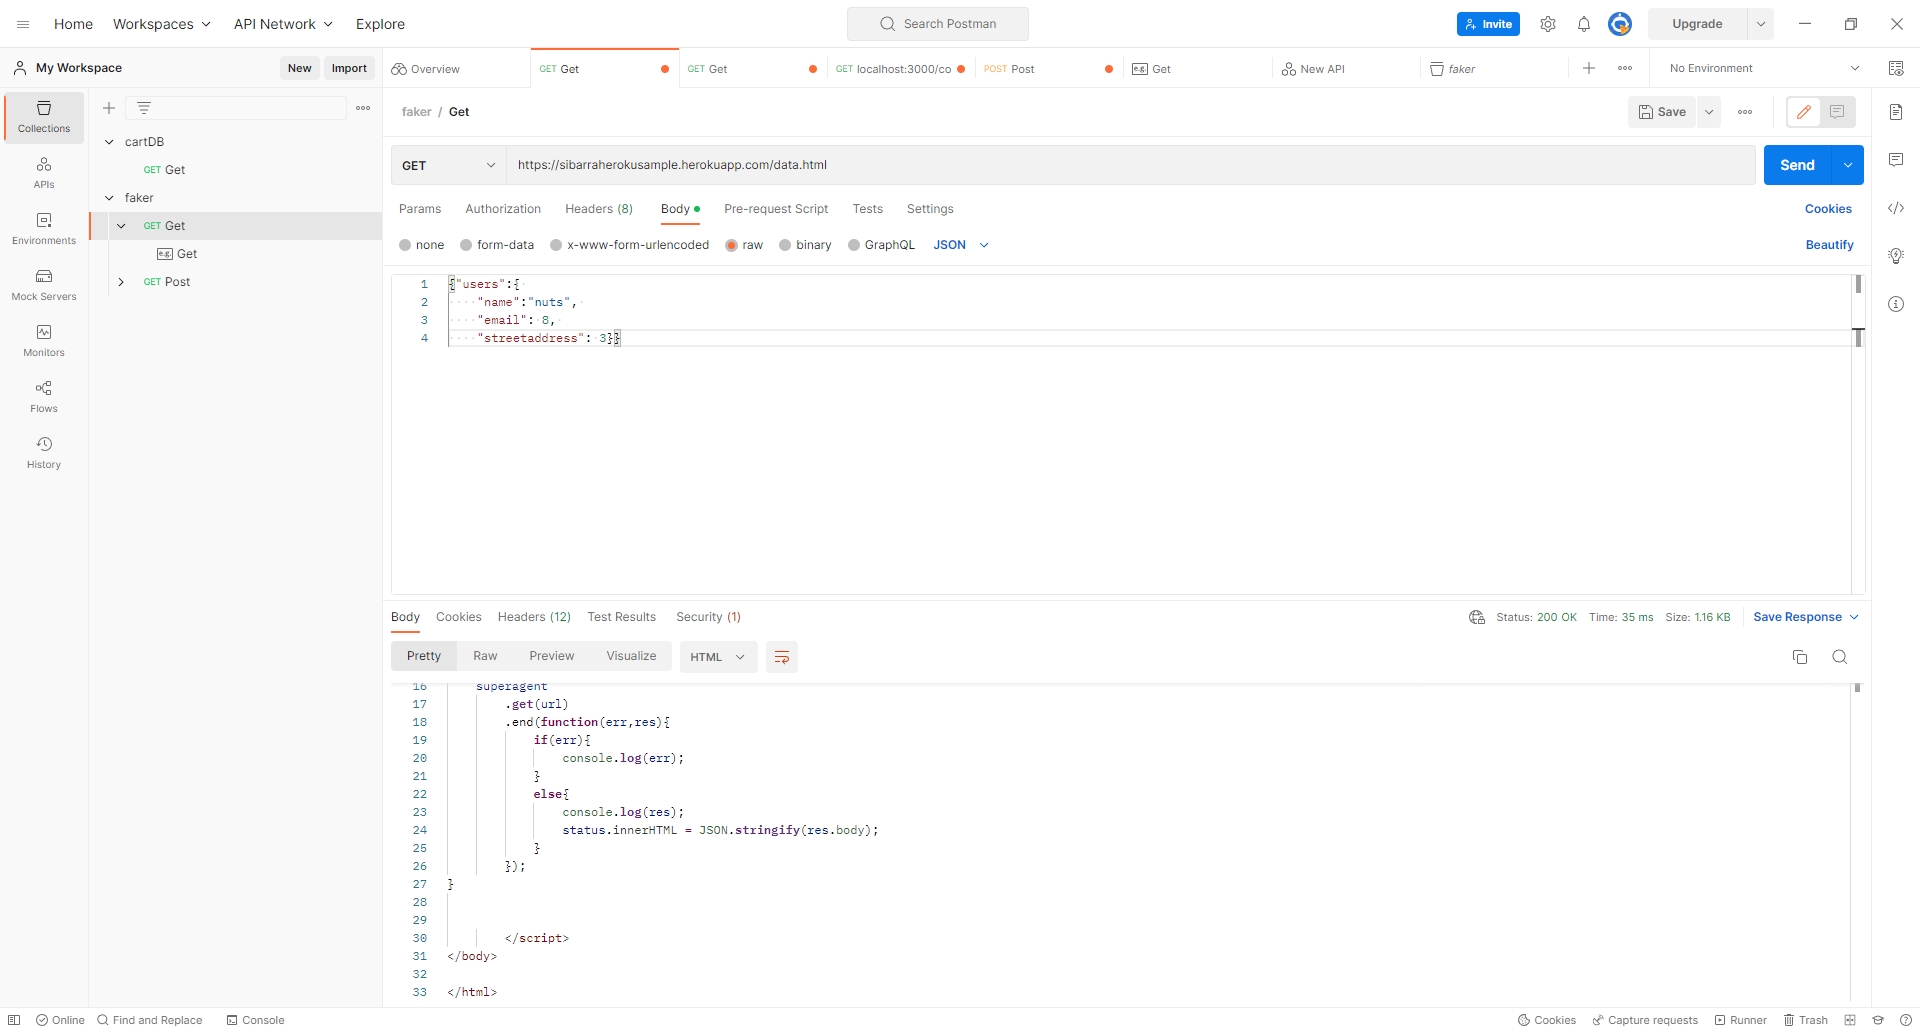 Home Workspaces API Network Explore Search Postman Invite Upgrade
My Workspace New Import Overview GET Get GET Get GET localhost:3000/co POST Post e.g. Get New API faker No Environment
faker / Get Save
Collections
APIs
Environments
Mock Servers
Monitors
Flows
History
cartDB
GET Get
faker
GET Get
e.g. Get
GET Post
GET https://sibarraherokusample.herokuapp.com/data.html Send
Params Authorization Headers (8) Body Pre-request Script Tests Settings Cookies
none form-data x-www-form-urlencoded raw binary GraphQL JSON Beautify
1 {"users":{
2 "name":"nuts",
3 "email": 8,
4 "streetaddress": 3}}
Body Cookies Headers (12) Test Results Security (1) Status: 200 OK Time: 35 ms Size: 1.16 KB Save Response
Pretty Raw Preview Visualize HTML
16 superagent
17 .get(url)
18 .end(function(err,res){
19 if(err){
20 console.log(err);
21 }
22 else{
23 console.log(res);
24 status.innerHTML = JSON.stringify(res.body);
25 }
26 });
27 }
28
29
30 </script>
31 </body>
32
33 </html>
Online Find and Replace Console Cookies Capture requests Runner Trash